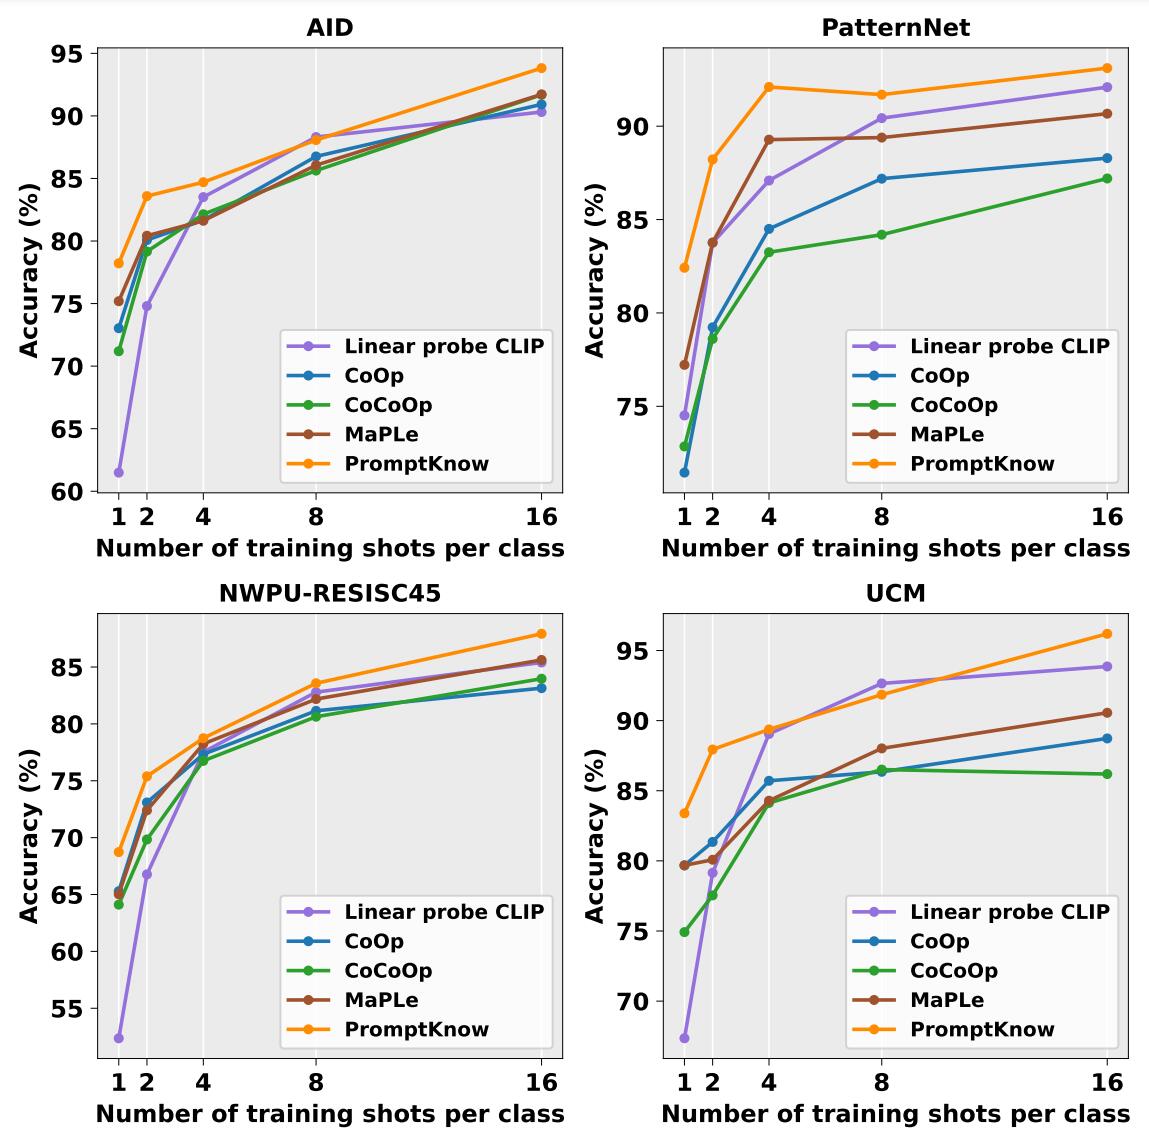 AID
95
90
85
80
75
70
65
60
Accuracy (%)
Linear probe CLIP
CoOp
CoCoOp
MaPLe
PromptKnow
1 2 4 8 16
Number of training shots per class
PatternNet
90
85
80
75
Accuracy (%)
Linear probe CLIP
CoOp
CoCoOp
MaPLe
PromptKnow
1 2 4 8 16
Number of training shots per class
NWPU-RESISC45
85
80
75
70
65
60
55
Accuracy (%)
Linear probe CLIP
CoOp
CoCoOp
MaPLe
PromptKnow
1 2 4 8 16
Number of training shots per class
UCM
95
90
85
80
75
70
Accuracy (%)
Linear probe CLIP
CoOp
CoCoOp
MaPLe
PromptKnow
1 2 4 8 16
Number of training shots per class